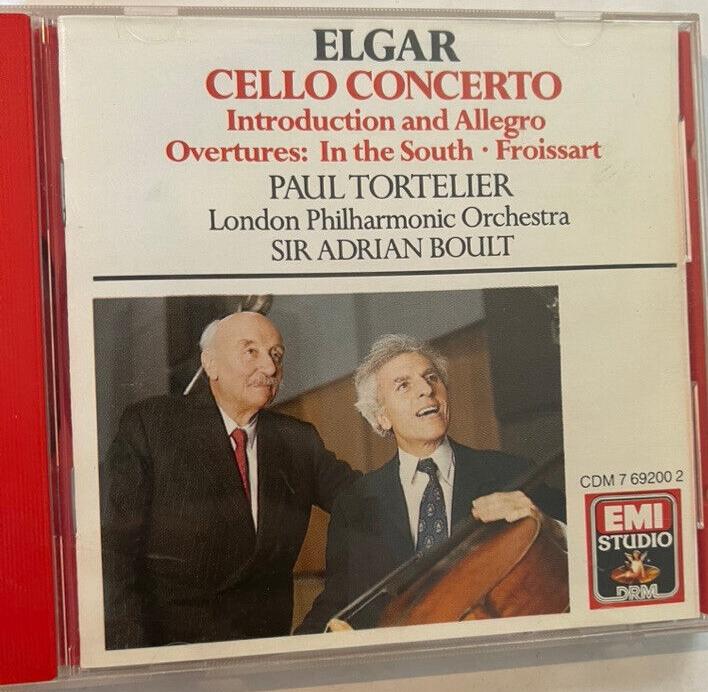 ELGAR
CELLO CONCERTO
Introduction and Allegro
Overtures: In the South · Froissart
PAUL TORTELIER
London Philharmonic Orchestra
SIR ADRIAN BOULT
CDM 7 69200 2
EMI
STUDIO
DRM